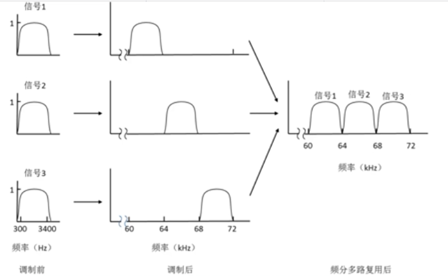 信号1
1
信号2
1
信号1 信号2 信号3
60 64 68 72
频率（kHz）
信号3
1
300 3400
60 64 68 72
频率（Hz）
频率（kHz）
调制前
调制后
频分多路复用后